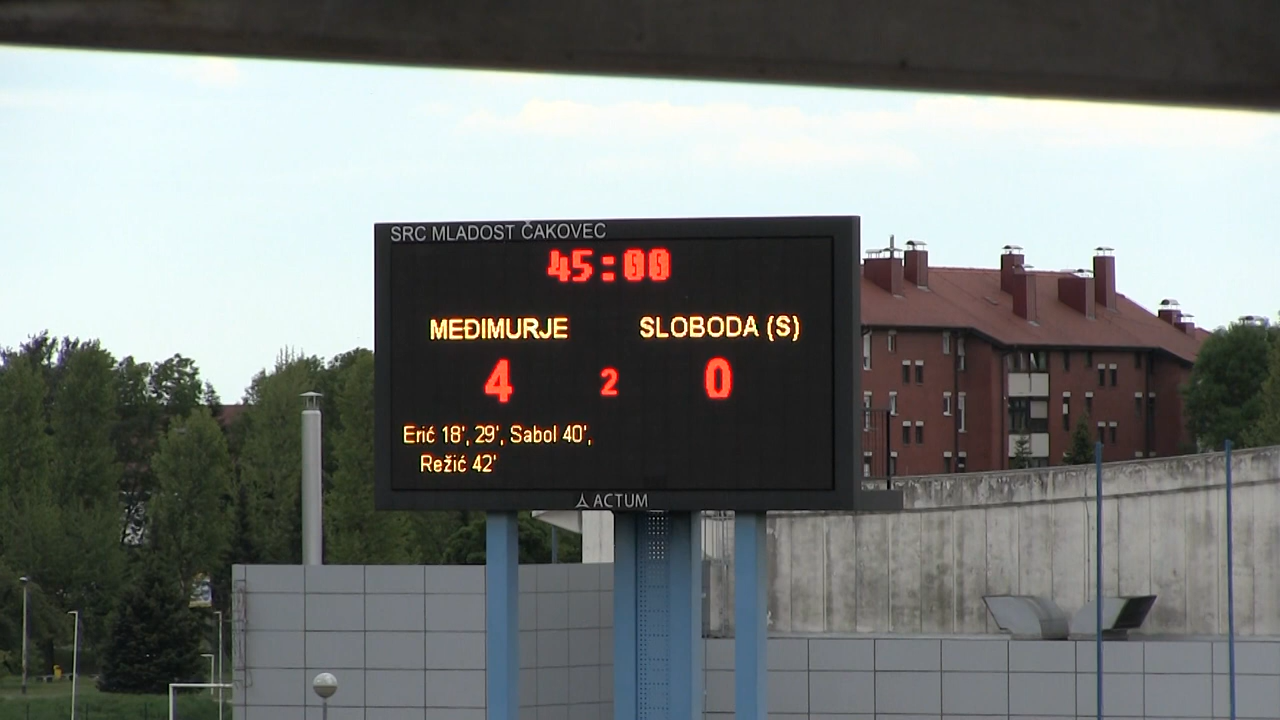 SRC MLADOST ČAKOVEC
45:00
MEĐIMURJE SLOBODA (S)
4 2 0
Erić 18', 29', Sabol 40',
Režić 42'
ACTUM